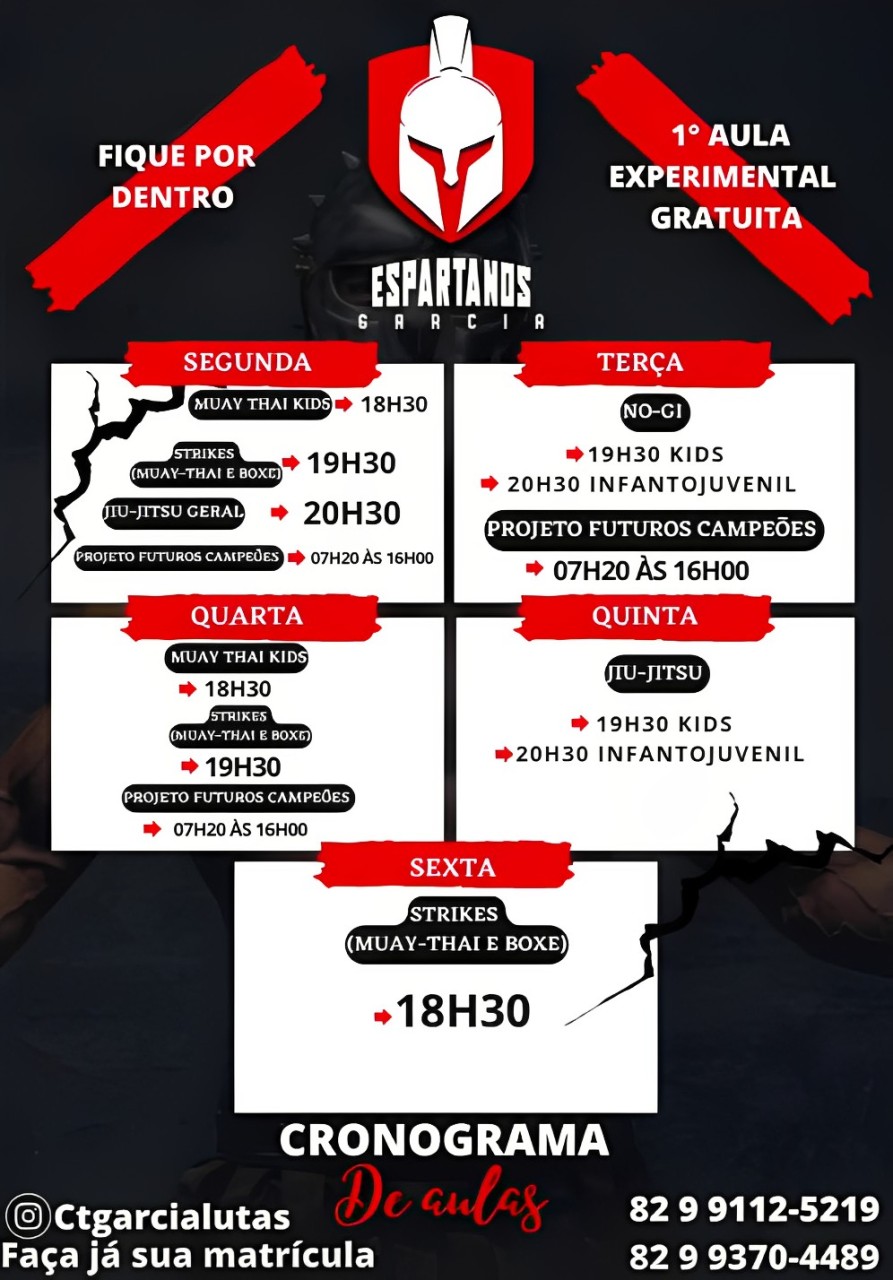 FIQUE POR
DENTRO
1° AULA
EXPERIMENTAL
GRATUITA
ESPARTANOS
GARCIA
SEGUNDA
MUAY THAI KIDS 18H30
STRIKES
(MUAY-THAI E BOXE) 19H30
JIU-JITSU GERAL 20H30
PROJETO FUTUROS CAMPEÕES 07H20 ÀS 16H00
TERÇA
NO-GI
19H30 KIDS
20H30 INFANTOJUVENIL
PROJETO FUTUROS CAMPEÕES
07H20 ÀS 16H00
QUARTA
MUAY THAI KIDS
18H30
STRIKES
(MUAY-THAI E BOXE)
19H30
PROJETO FUTUROS CAMPEÕES
07H20 ÀS 16H00
QUINTA
JIU-JITSU
19H30 KIDS
20H30 INFANTOJUVENIL
SEXTA
STRIKES
(MUAY-THAI E BOXE)
18H30
CRONOGRAMA
De aulas
Ctgarcialutas
Faça já sua matrícula
82 9 9112-5219
82 9 9370-4489